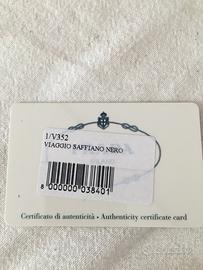 1/V352
VIAGGIO SAFFIANO NERO
8 000000 038401
Certificato di autenticità • Authenticity certificate card